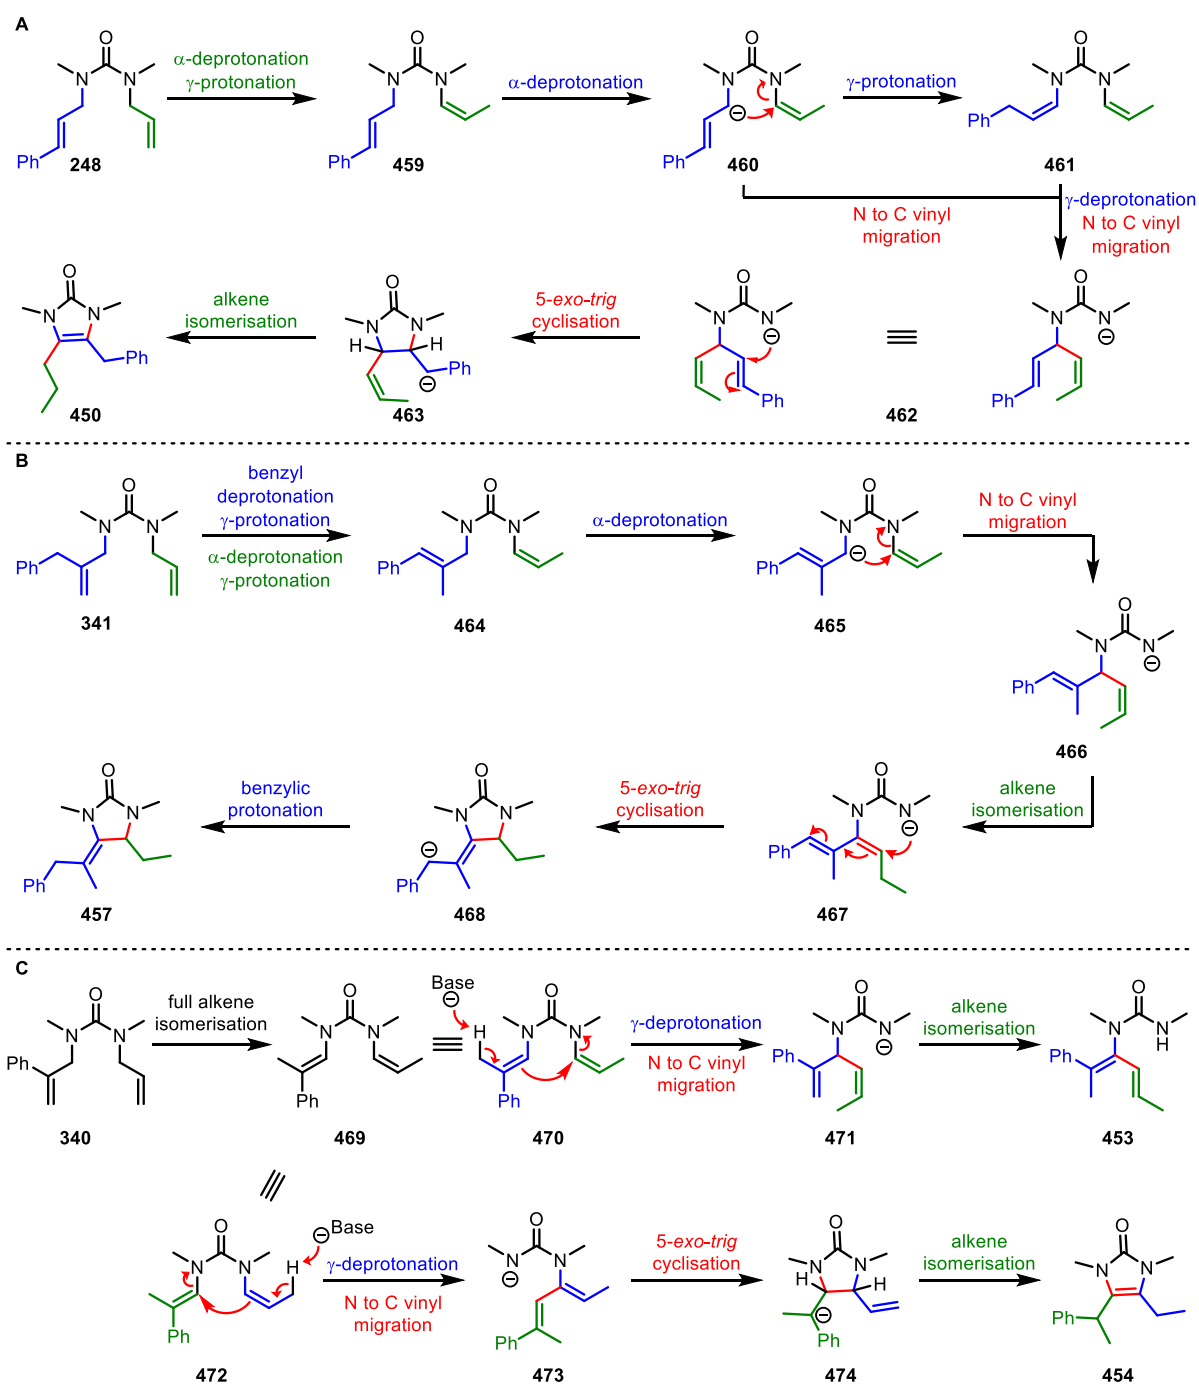 A
α-deprotonation
γ-protonation
α-deprotonation
γ-protonation
O
N
N
Ph
248
O
N
N
Ph
459
O
N
N
⊖
Ph
460
O
N
N
Ph
461
N to C vinyl
migration
γ-deprotonation
N to C vinyl
migration
alkene
isomerisation
5-exo-trig
cyclisation
O
N
N
Ph
450
O
N
N
H
H
Ph
⊖
463
O
N
N
⊖
Ph
462
O
N
N
⊖
Ph
B
benzyl
deprotonation
γ-protonation
α-deprotonation
γ-protonation
α-deprotonation
N to C vinyl
migration
O
N
N
Ph
341
O
N
N
Ph
464
O
N
N
Ph
⊖
465
O
N
N
⊖
Ph
466
benzylic
protonation
5-exo-trig
cyclisation
alkene
isomerisation
O
N
N
Ph
457
O
N
N
⊖
Ph
468
O
N
N
⊖
Ph
467
C
full alkene
isomerisation
Base
⊖
γ-deprotonation
N to C vinyl
migration
alkene
isomerisation
O
N
N
Ph
340
O
N
N
Ph
469
O
H
N
N
Ph
470
O
N
N
⊖
Ph
471
O
N
N
H
Ph
453
⊖Base
γ-deprotonation
N to C vinyl
migration
5-exo-trig
cyclisation
alkene
isomerisation
O
N
N
H
Ph
472
O
N
N
⊖
Ph
473
O
N
N
H
H
⊖
Ph
474
O
N
N
Ph
454